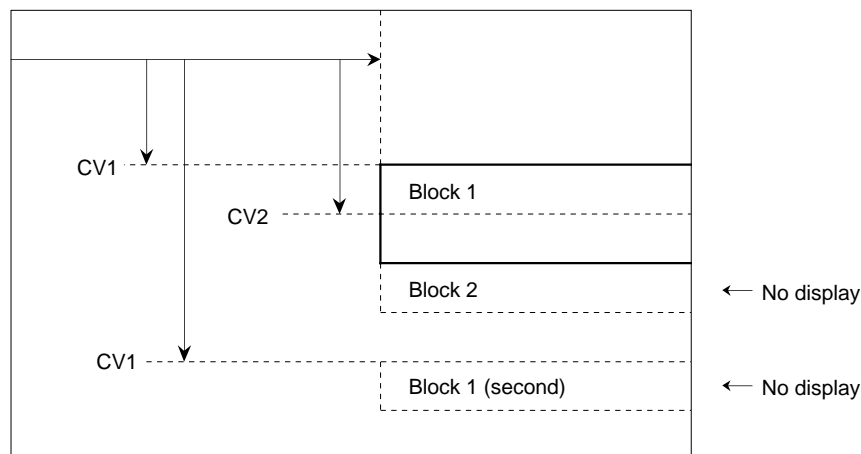 CV1
Block 1
CV2
Block 2
No display
CV1
Block 1 (second)
No display